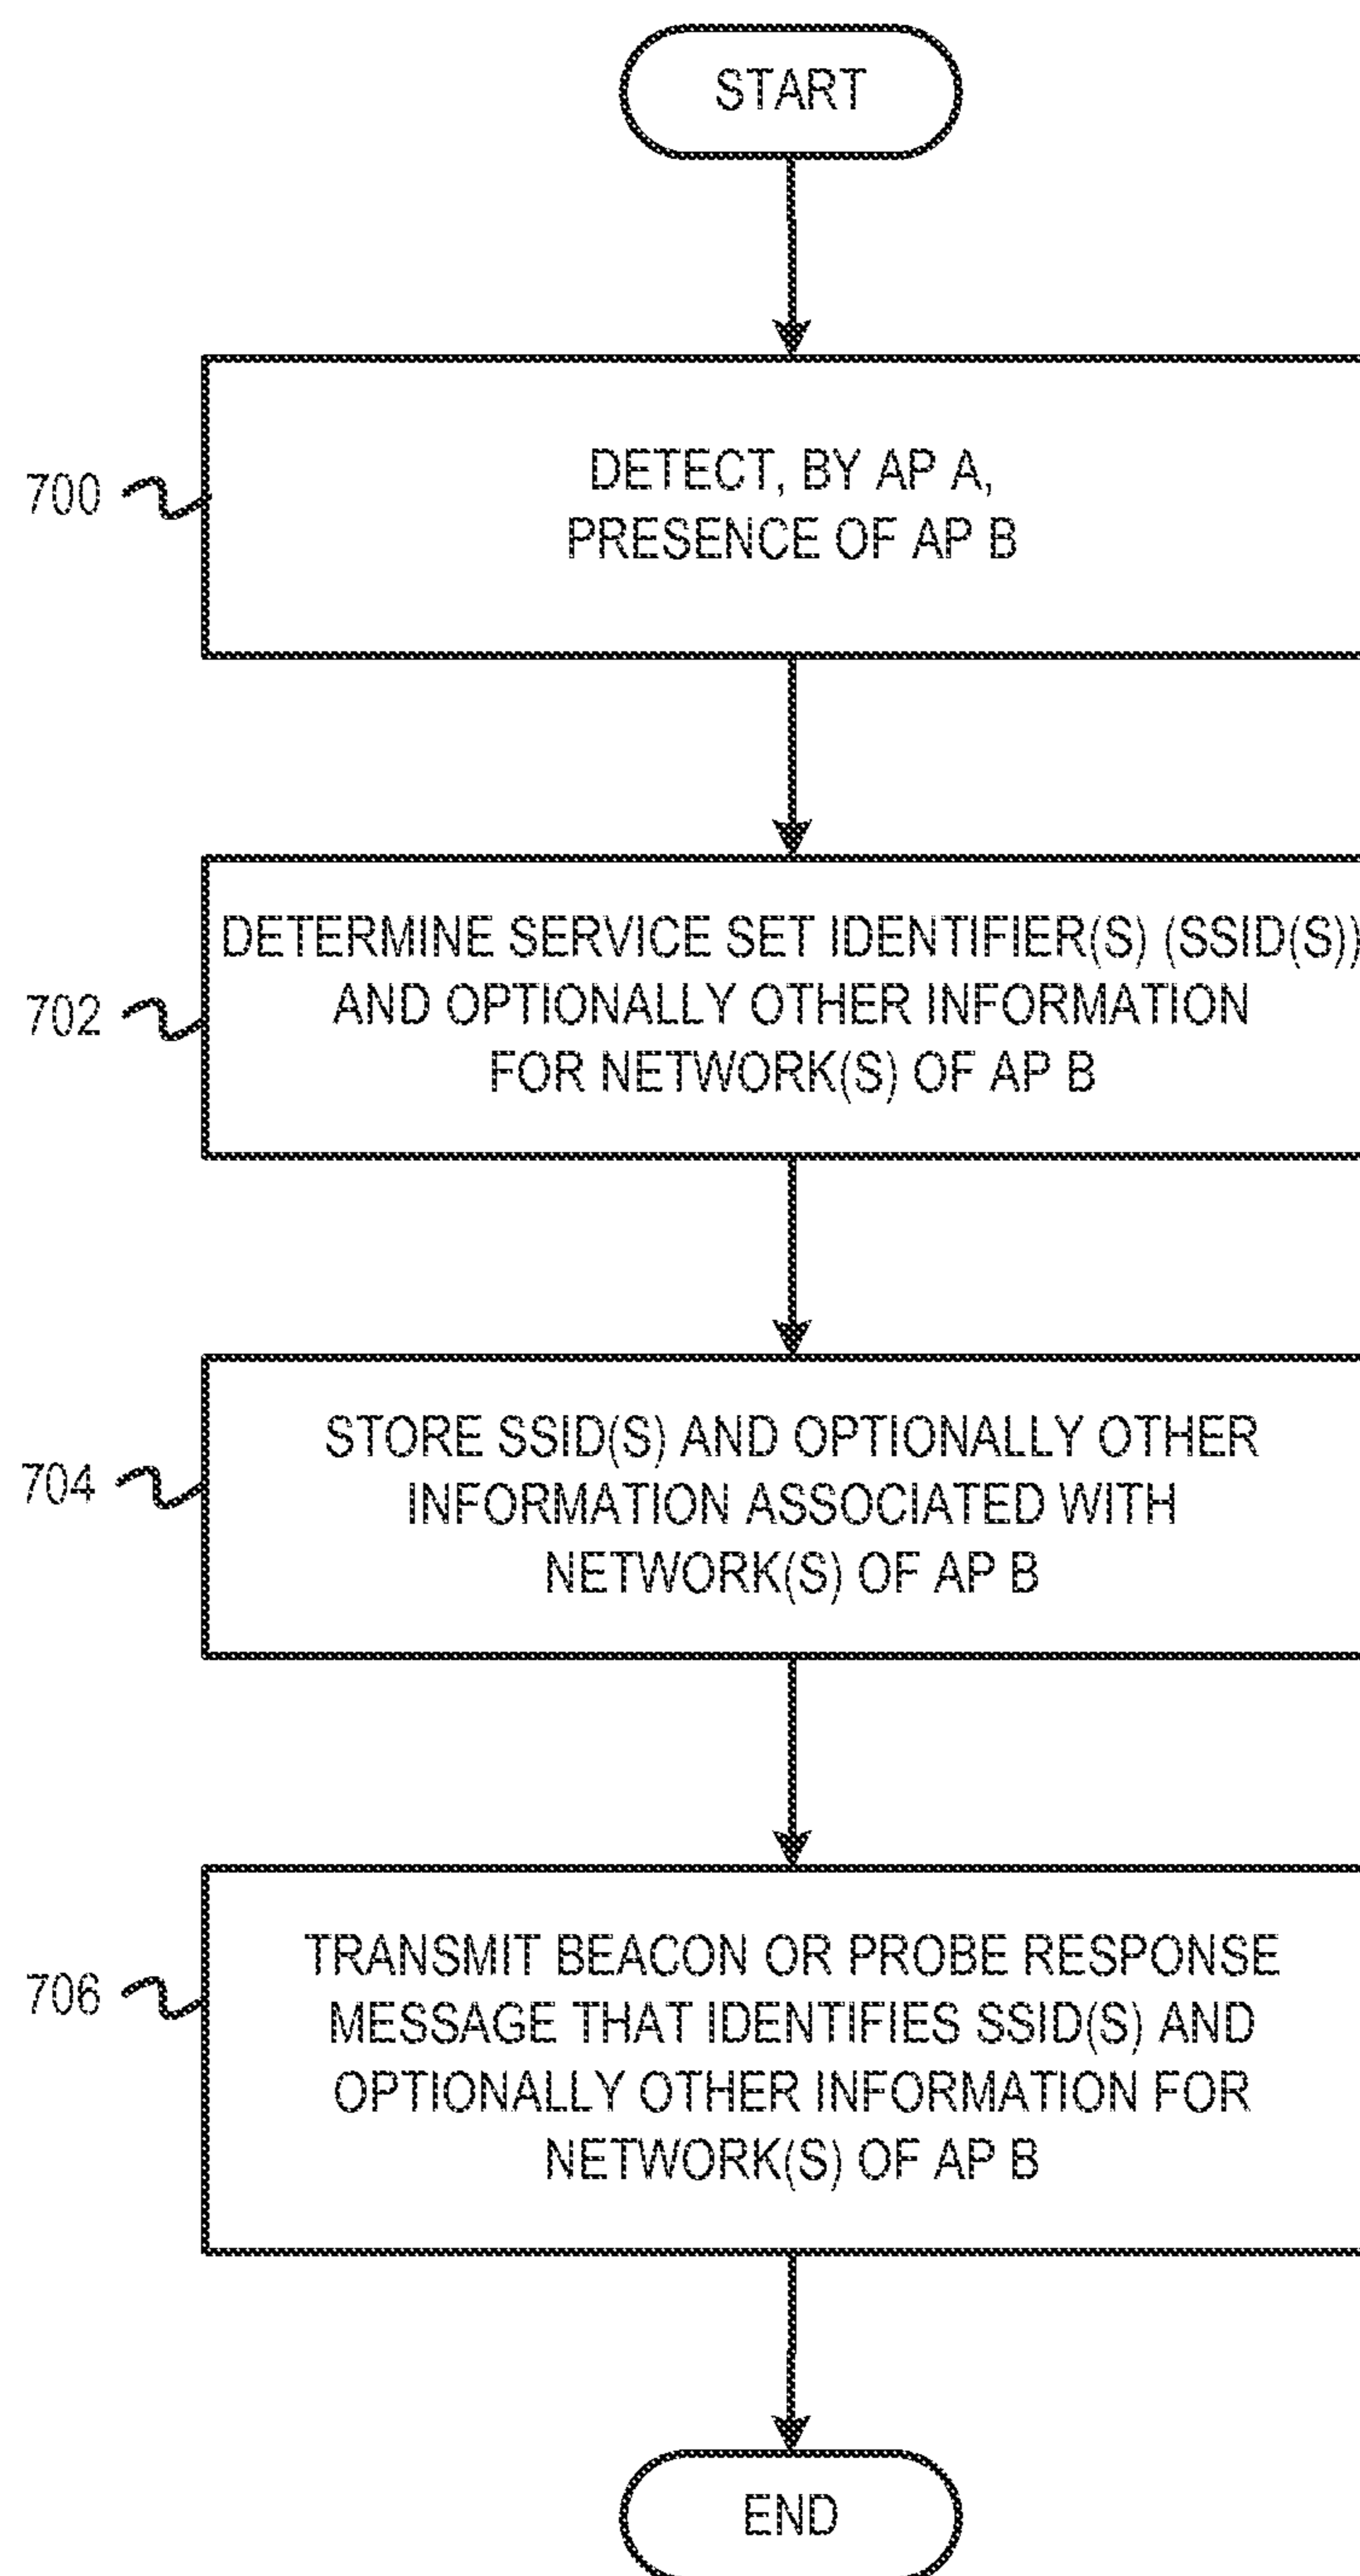 START
700
DETECT, BY AP A,
PRESENCE OF AP B
702
DETERMINE SERVICE SET IDENTIFIER(S) (SSID(S))
AND OPTIONALLY OTHER INFORMATION
FOR NETWORK(S) OF AP B
704
STORE SSID(S) AND OPTIONALLY OTHER
INFORMATION ASSOCIATED WITH
NETWORK(S) OF AP B
706
TRANSMIT BEACON OR PROBE RESPONSE
MESSAGE THAT IDENTIFIES SSID(S) AND
OPTIONALLY OTHER INFORMATION FOR
NETWORK(S) OF AP B
END